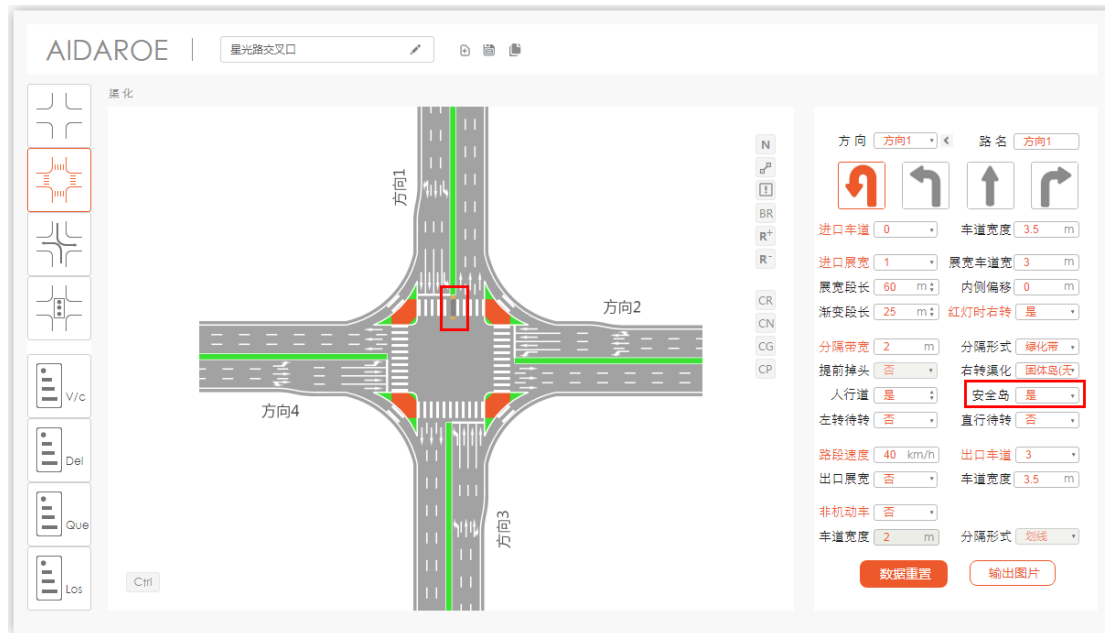 AIDAROE
星光路交叉口
渠化
方向1
方向2
方向3
方向4
Ctrl
V/c
Del
Que
Los
N
BR
R+
R-
CR
CN
CG
CP
方向 方向1 路名 方向1
进口车道 0 车道宽度 3.5 m
进口展宽 1 展宽车道宽 3 m
展宽段长 60 m 内侧偏移 0 m
渐变段长 25 m 红灯时右转 是
分隔带宽 2 m 分隔形式 绿化带
提前掉头 否 右转渠化 固体岛(无
人行道 是 安全岛 是
左转待转 否 直行待转 否
路段速度 40 km/h 出口车道 3
出口展宽 否 车道宽度 3.5 m
非机动车 否
车道宽度 2 m 分隔形式 划线
数据重置 输出图片